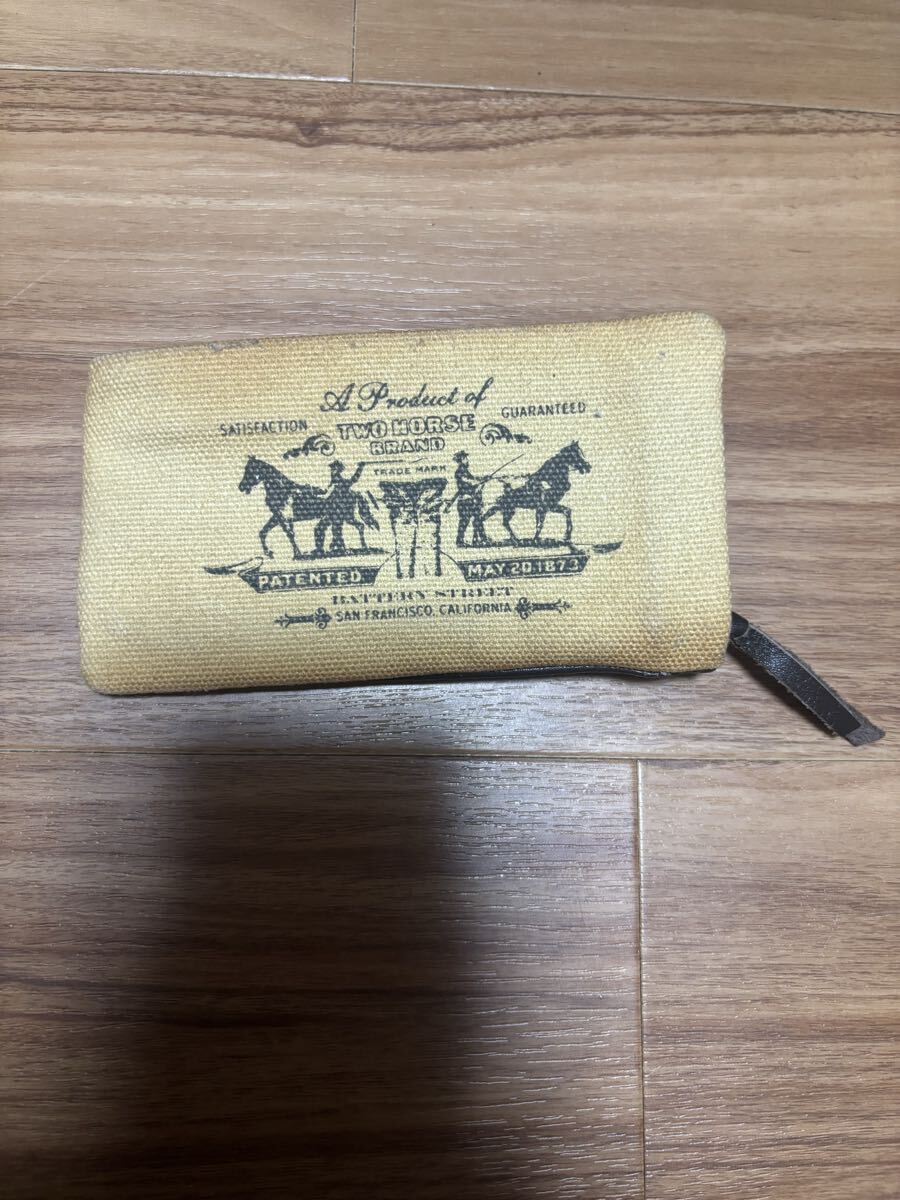 A Product of
SATISFACTION GUARANTEED
TWO HORSE
BRAND
TRADE MARK
PATENTED MAY 20.1873
BATTERY STREET
SAN FRANCISCO, CALIFORNIA